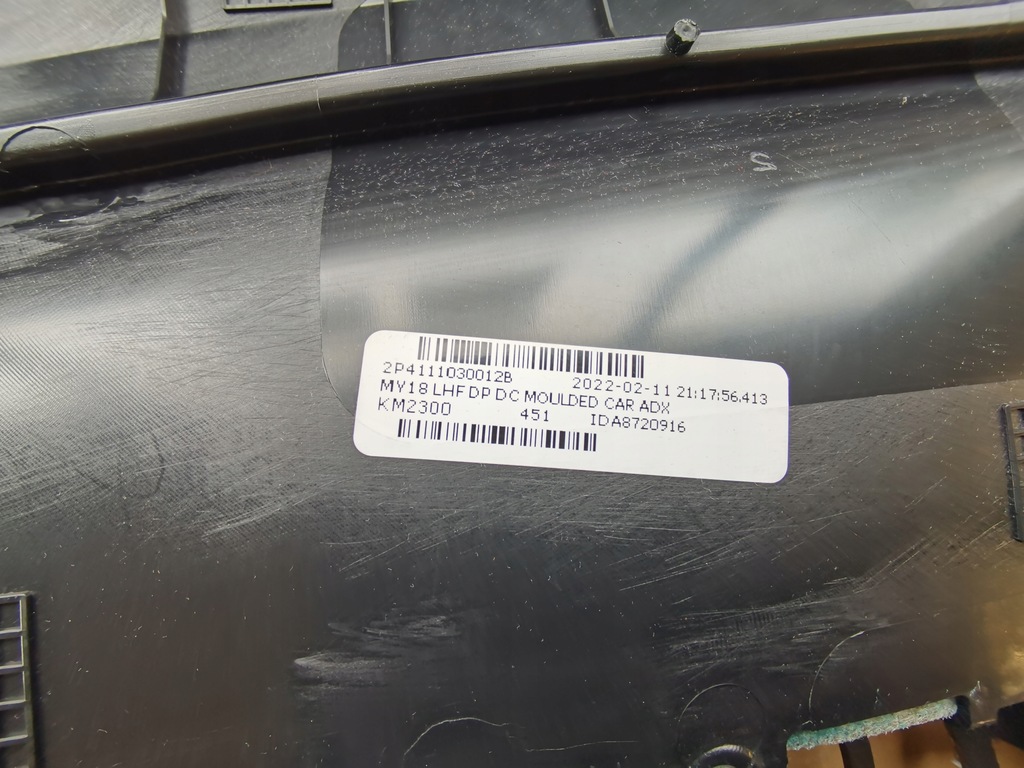 2P4111030012B 2022-02-11 21:17:56.413
MY18 LHF DP DC MOULDED CAR ADX
KM2300 451 IDA8720916